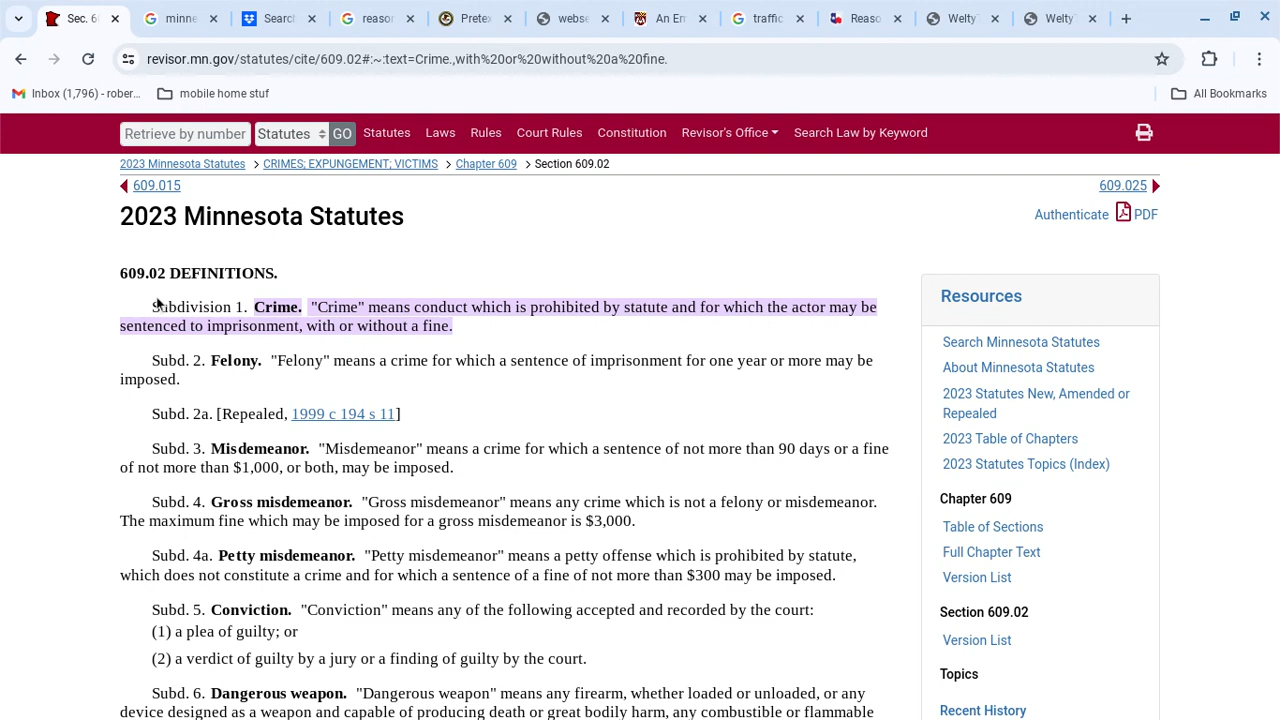 Sec. 6
minne
Search
reasor
Pretex
webse
An En
traffic
Reaso
Welty
Welty
revisor.mn.gov/statutes/cite/609.02#:~:text=Crime.,with%20or%20without%20a%20fine.
Inbox (1,796) - rober...
mobile home stuf
All Bookmarks
Retrieve by number
Statutes
GO
Statutes
Laws
Rules
Court Rules
Constitution
Revisor's Office
Search Law by Keyword
2023 Minnesota Statutes > CRIMES; EXPUNGEMENT; VICTIMS > Chapter 609 > Section 609.02
609.015
609.025
2023 Minnesota Statutes
Authenticate PDF
609.02 DEFINITIONS.
Subdivision 1. Crime. "Crime" means conduct which is prohibited by statute and for which the actor may be
sentenced to imprisonment, with or without a fine.
Subd. 2. Felony. "Felony" means a crime for which a sentence of imprisonment for one year or more may be
imposed.
Subd. 2a. [Repealed, 1999 c 194 s 11]
Subd. 3. Misdemeanor. "Misdemeanor" means a crime for which a sentence of not more than 90 days or a fine
of not more than $1,000, or both, may be imposed.
Subd. 4. Gross misdemeanor. "Gross misdemeanor" means any crime which is not a felony or misdemeanor.
The maximum fine which may be imposed for a gross misdemeanor is $3,000.
Subd. 4a. Petty misdemeanor. "Petty misdemeanor" means a petty offense which is prohibited by statute,
which does not constitute a crime and for which a sentence of a fine of not more than $300 may be imposed.
Subd. 5. Conviction. "Conviction" means any of the following accepted and recorded by the court:
(1) a plea of guilty; or
(2) a verdict of guilty by a jury or a finding of guilty by the court.
Subd. 6. Dangerous weapon. "Dangerous weapon" means any firearm, whether loaded or unloaded, or any
device designed as a weapon and capable of producing death or great bodily harm, any combustible or flammable
Resources
Search Minnesota Statutes
About Minnesota Statutes
2023 Statutes New, Amended or
Repealed
2023 Table of Chapters
2023 Statutes Topics (Index)
Chapter 609
Table of Sections
Full Chapter Text
Version List
Section 609.02
Version List
Topics
Recent History